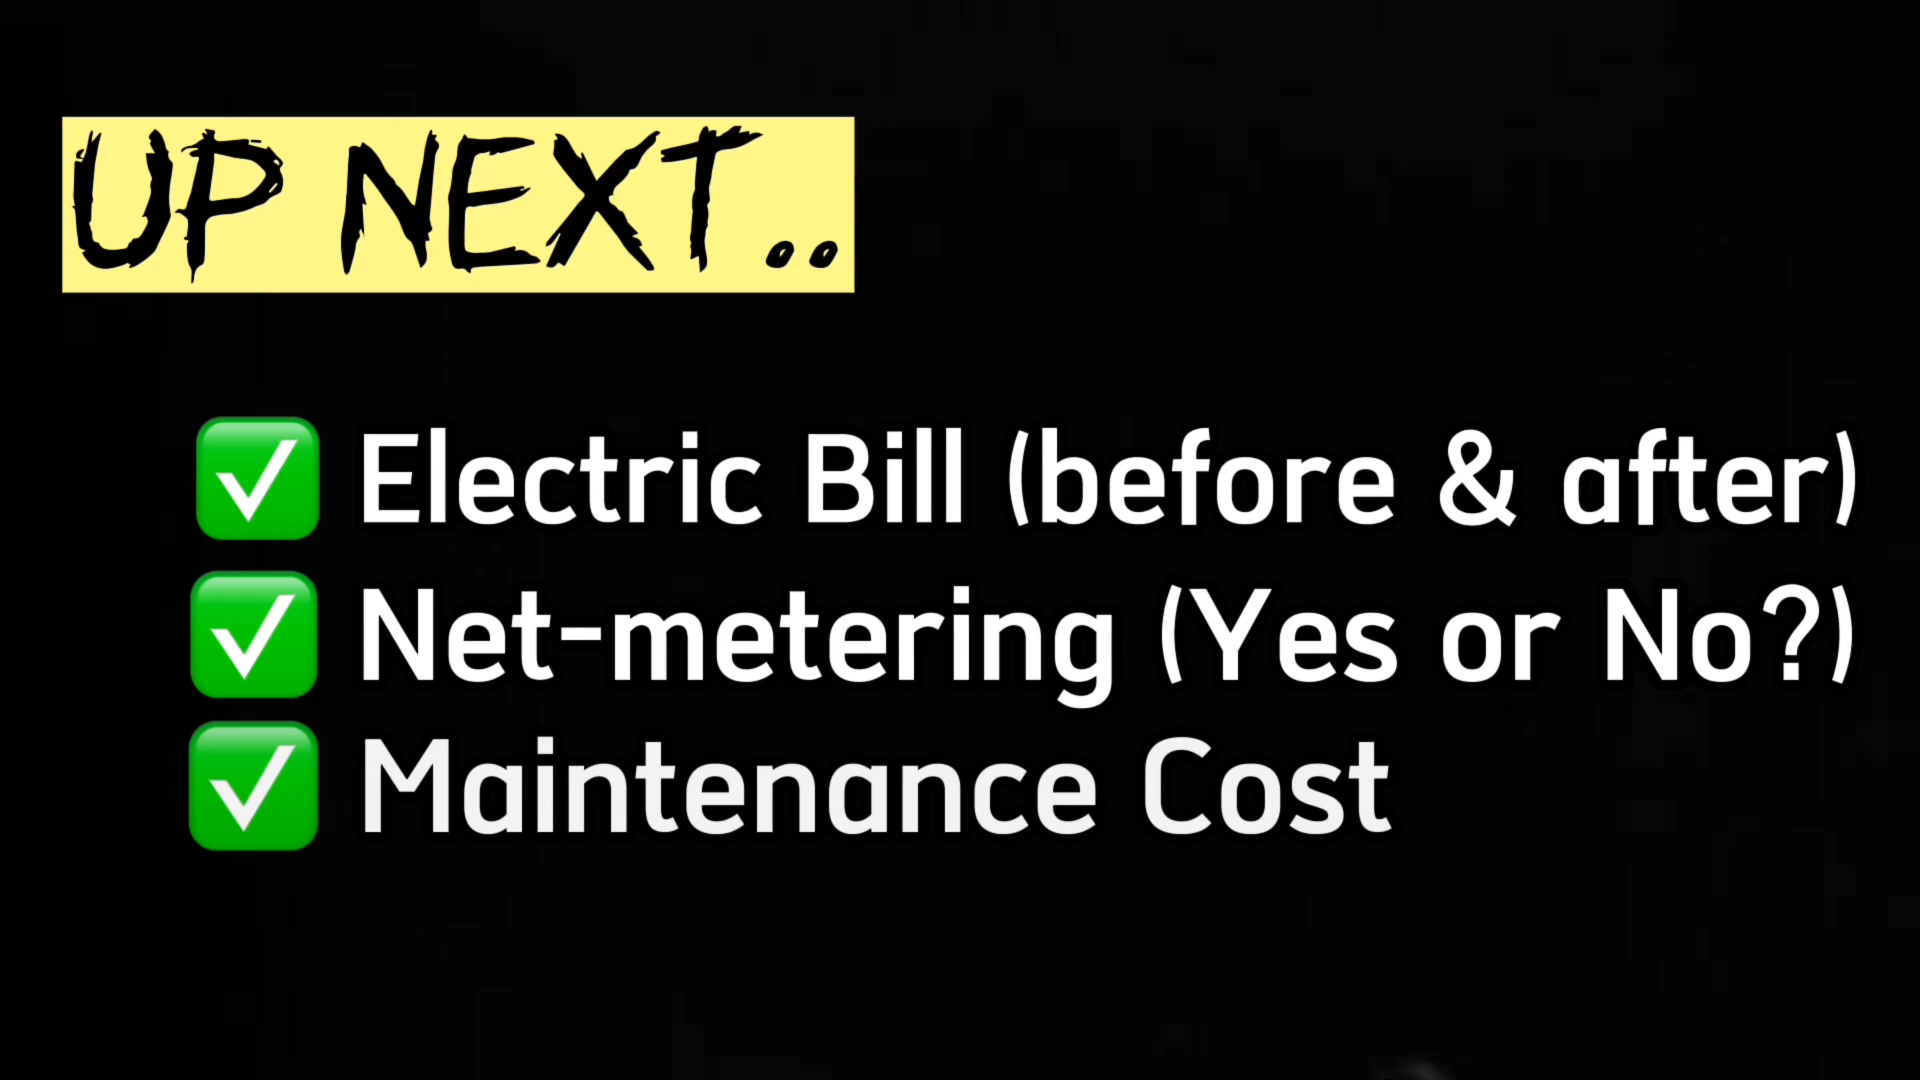 UP NEXT..
✅ Electric Bill (before & after)
✅ Net-metering (Yes or No?)
✅ Maintenance Cost